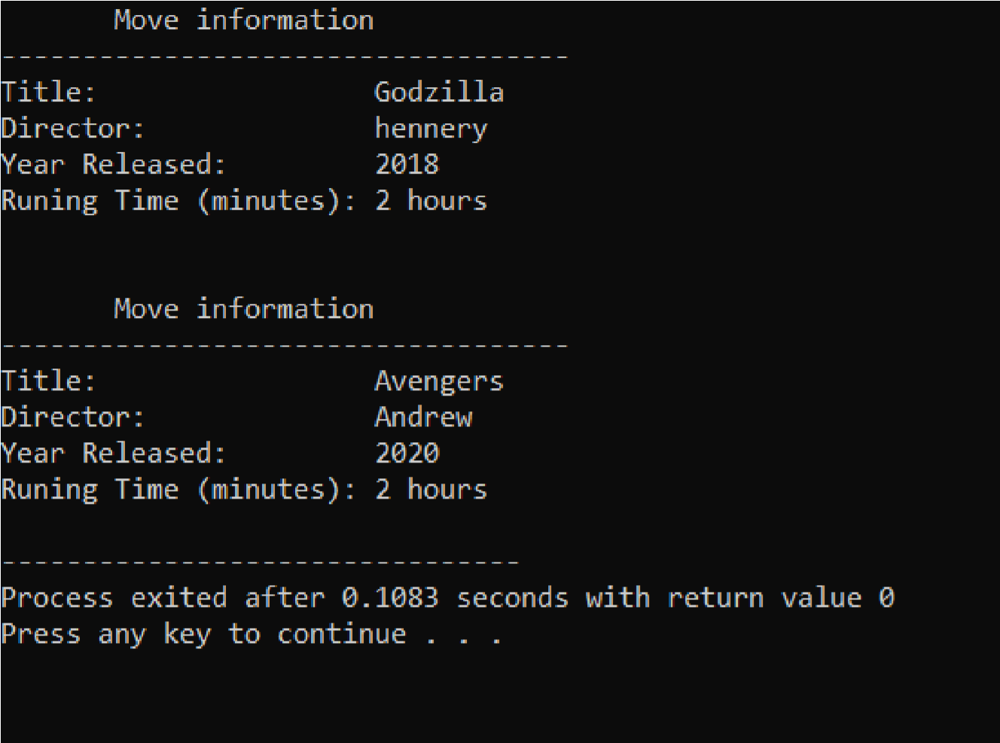 Move information
-----------------------------------
Title: Godzilla
Director: hennery
Year Released: 2018
Runing Time (minutes): 2 hours
Move information
-----------------------------------
Title: Avengers
Director: Andrew
Year Released: 2020
Runing Time (minutes): 2 hours
--------------------------------
Process exited after 0.1083 seconds with return value 0
Press any key to continue . . .